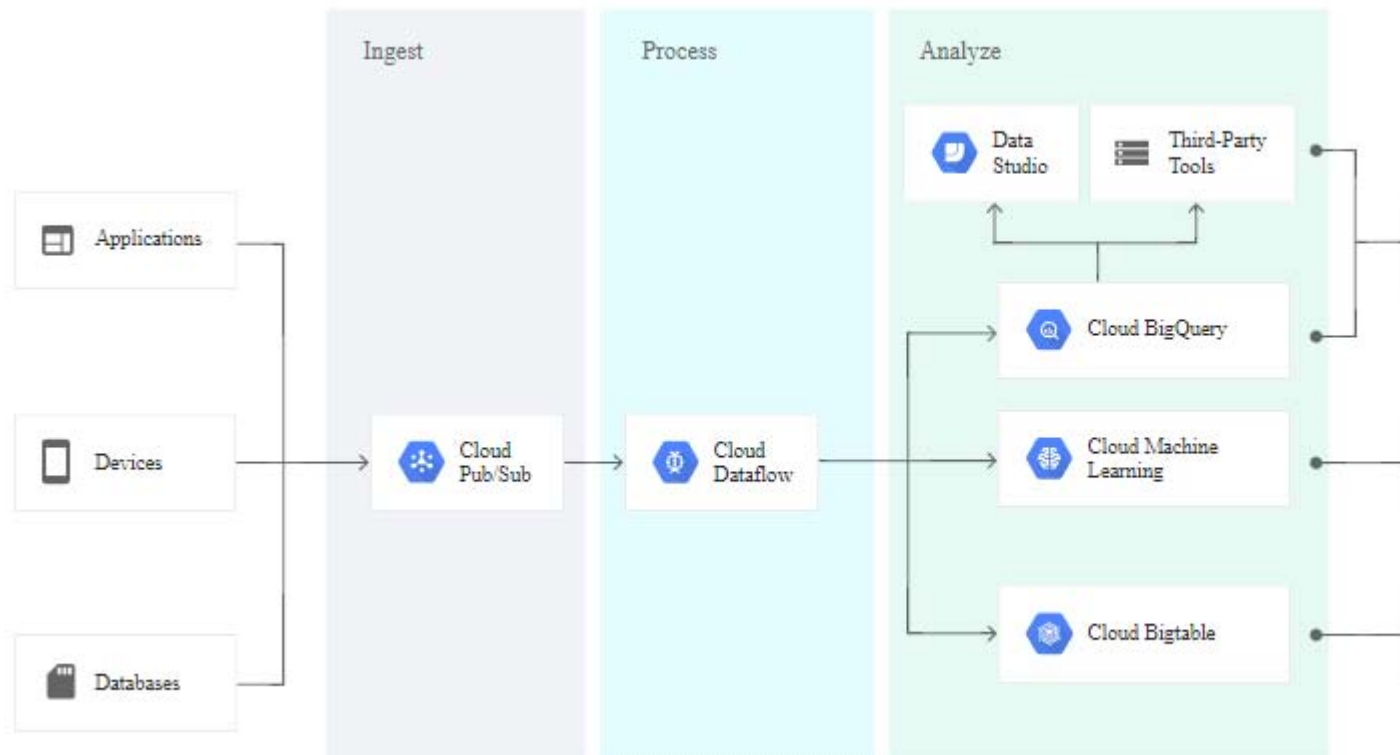 Ingest
Process
Analyze
Data
Studio
Third-Party
Tools
Applications
Cloud BigQuery
Devices
Cloud
Pub/Sub
Cloud
Dataflow
Cloud Machine
Learning
Cloud Bigtable
Databases